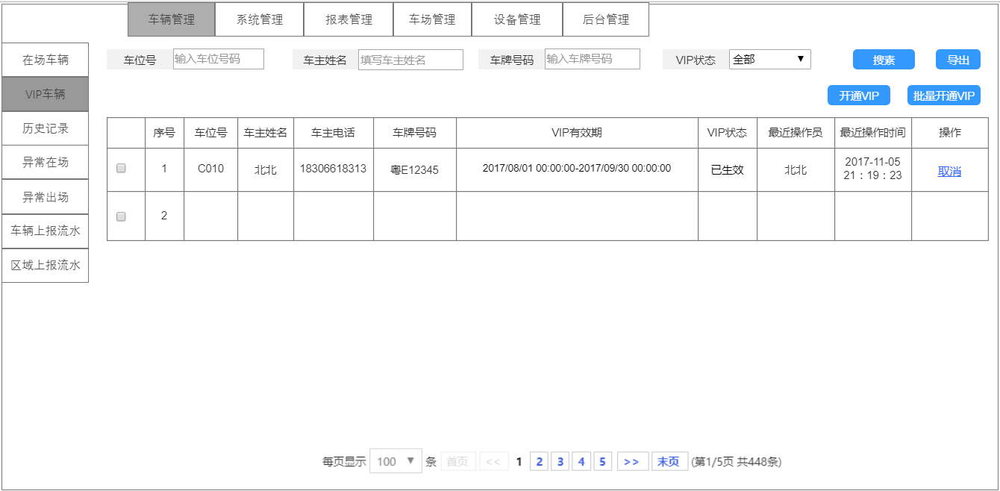 车辆管理 系统管理 报表管理 车场管理 设备管理 后台管理
在场车辆
VIP车辆
历史记录
异常在场
异常出场
车辆上报流水
区域上报流水
车位号 输入车位号码 车主姓名 填写车主姓名 车牌号码 输入车牌号码 VIP状态 全部 ▼ 搜素 导出
开通VIP 批量开通VIP
序号 车位号 车主姓名 车主电话 车牌号码 VIP有效期 VIP状态 最近操作员 最近操作时间 操作
1 C010 北北 18306618313 粤E12345 2017/08/01 00:00:00-2017/09/30 00:00:00 已生效 北北 2017-11-05
21：19：23 取消
2
每页显示 100 ▼ 条 首页 << 1 2 3 4 5 >> 末页 (第1/5页 共448条)